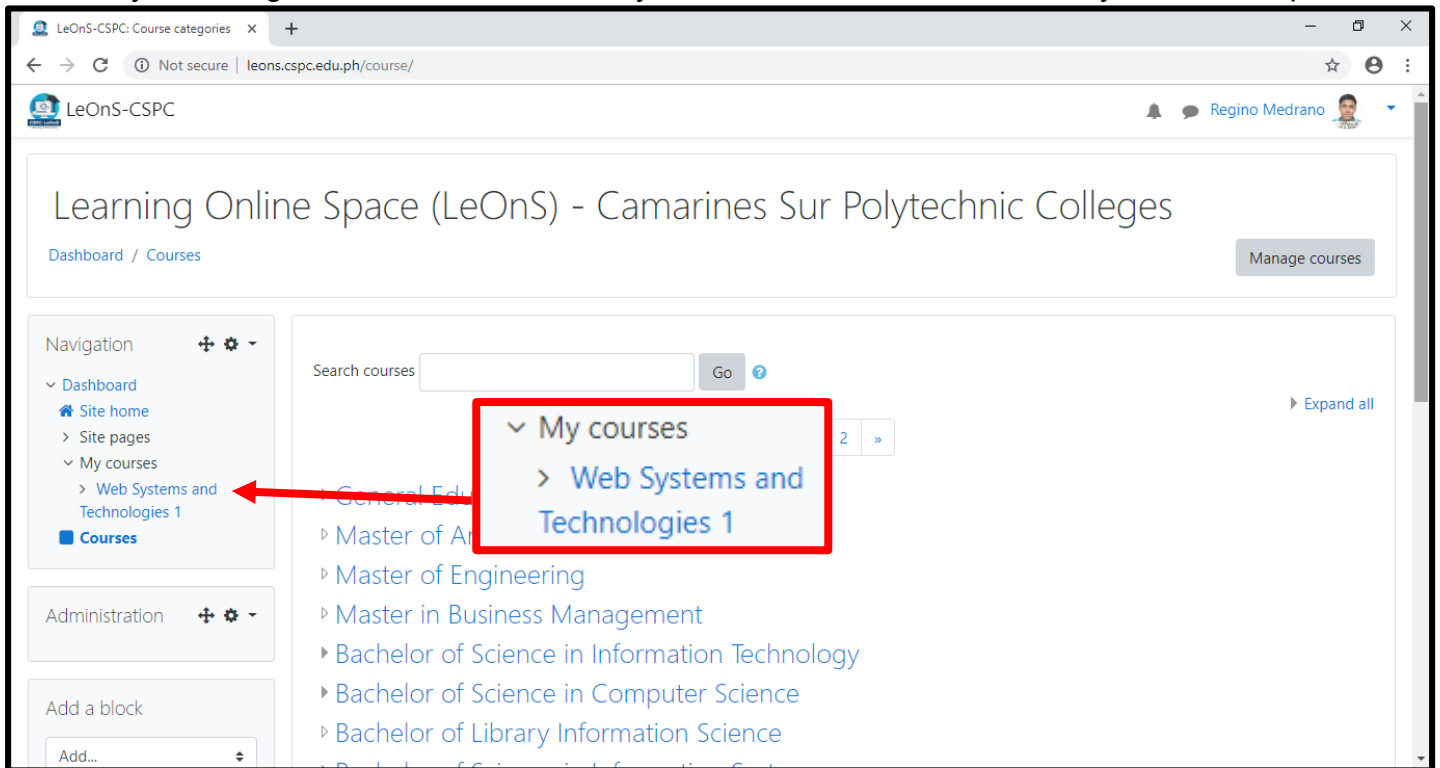 LeOnS-CSPC: Course categories
Not secure | leons.cspc.edu.ph/course/
LeOnS-CSPC
Regino Medrano
Learning Online Space (LeOnS) - Camarines Sur Polytechnic Colleges
Dashboard / Courses
Manage courses
Navigation
Dashboard
Site home
Site pages
My courses
Web Systems and
Technologies 1
Courses
Administration
Add a block
Add...
Search courses
Go
Expand all
2 »
My courses
Web Systems and
Technologies 1
General
Master of
Master of Engineering
Master in Business Management
Bachelor of Science in Information Technology
Bachelor of Science in Computer Science
Bachelor of Library Information Science